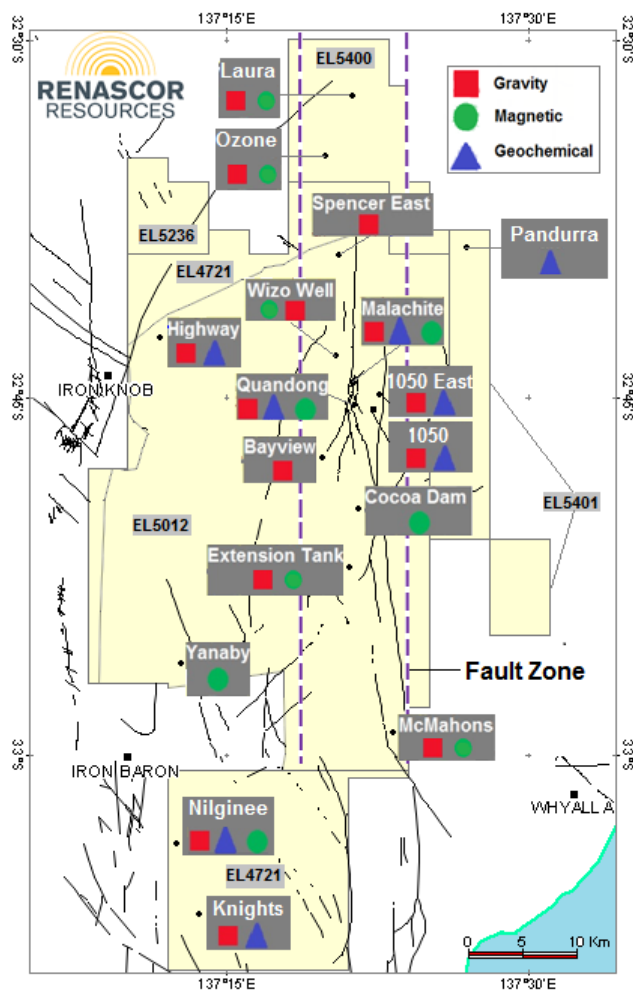 137°15'E
137°30'E
32°30'S
32°30'S
RENASCOR
RESOURCES
EL5400
Laura
Gravity
Magnetic
Geochemical
Ozone
Spencer East
Pandurra
EL5236
EL4721
Wizo Well
Malachite
Highway
IRON KNOB
Quandong
1050 East
32°45'S
32°45'S
1050
Bayview
Cocoa Dam
EL5401
EL5012
Extension Tank
Yanaby
Fault Zone
McMahons
33°S
33°S
IRON BARON
WHYALLA
Nilginee
EL4721
Knights
0 5 10 Km
137°15'E
137°30'E